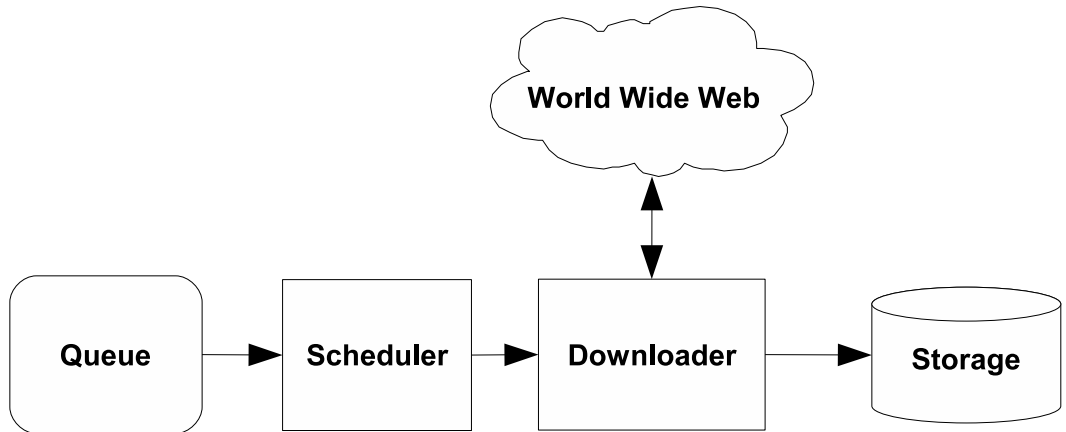 World Wide Web
Queue
Scheduler
Downloader
Storage